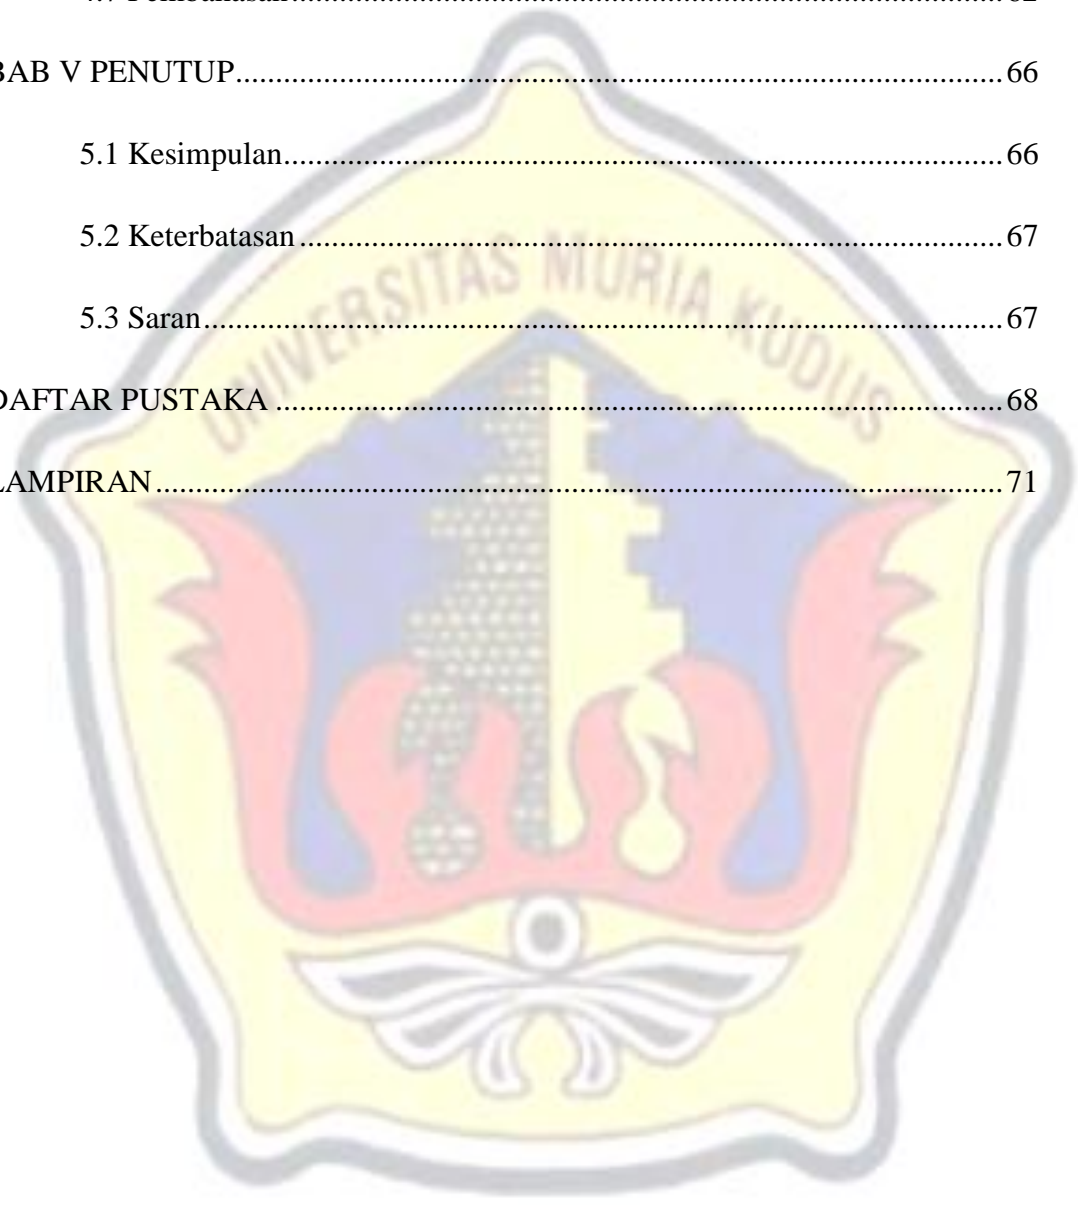 BAB V PENUTUP.......................................................................................... 66
5.1 Kesimpulan.................................................................................... 66
5.2 Keterbatasan.................................................................................. 67
5.3 Saran.............................................................................................. 67
DAFTAR PUSTAKA ..................................................................................... 68
LAMPIRAN.................................................................................................... 71
UNIVERSITAS MURIA KUDUS